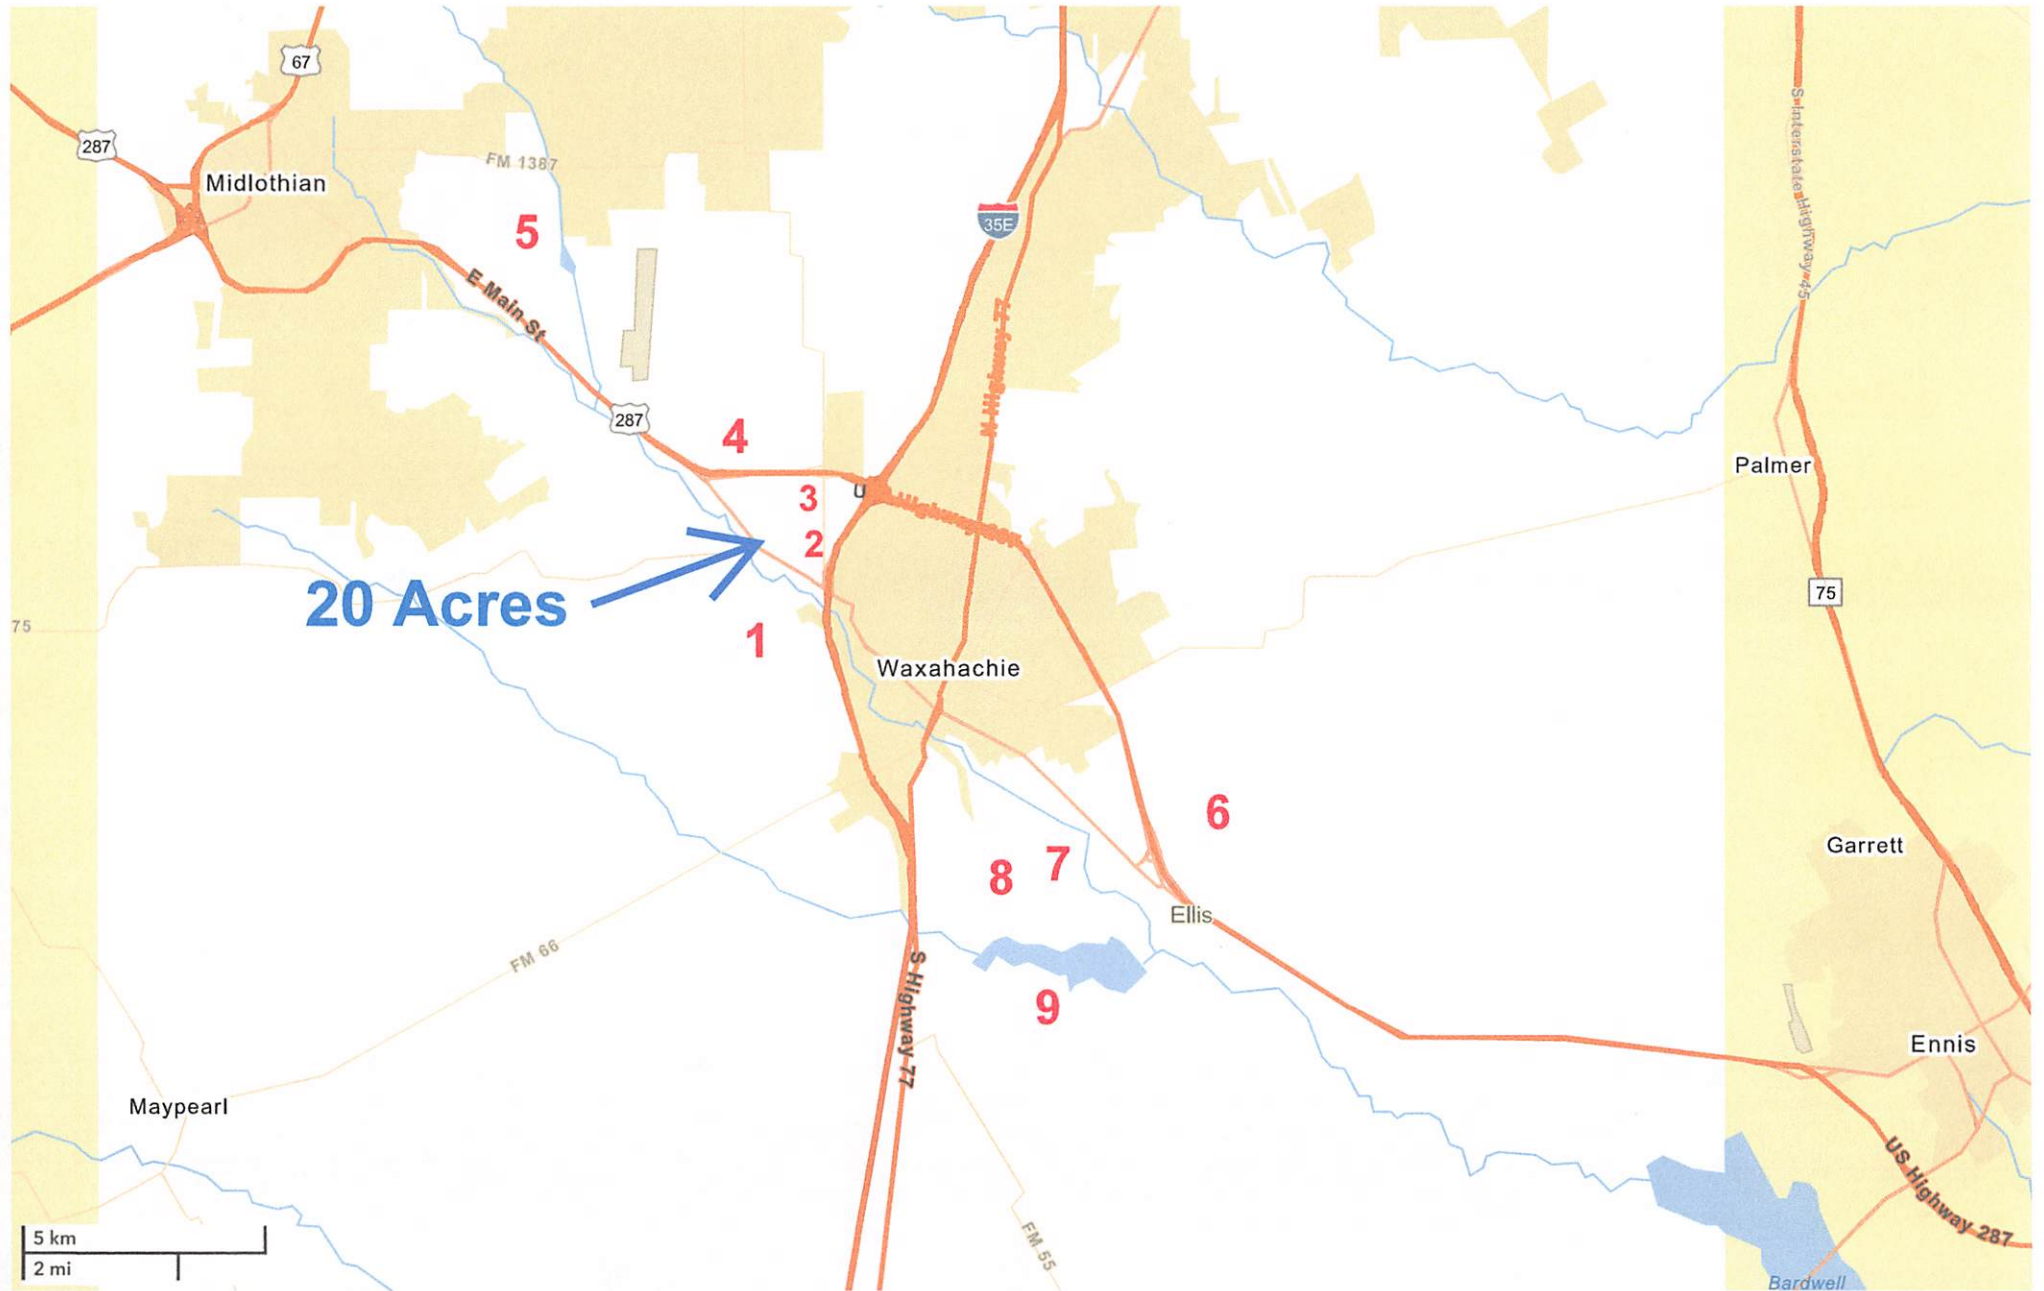 67
287
Midlothian
FM 1387
5
35E
S Interstate Highway 45
E Main St
N Highway 77
287
4
Palmer
3
U
Highway
2
75
20 Acres
75
1
Waxahachie
6
Garrett
8
7
Ellis
FM 66
S Highway 77
9
Ennis
Maypearl
US Highway 287
FM 55
5 km
2 mi
Bardwell